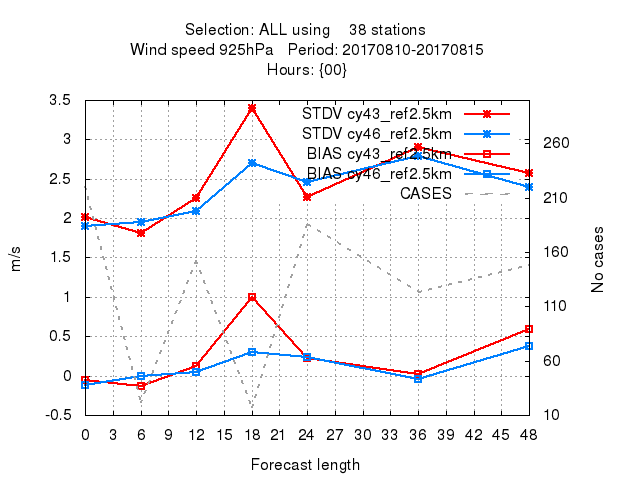 Selection: ALL using 38 stations
Wind speed 925hPa Period: 20170810-20170815
Hours: {00}
STDV cy43_ref2.5km
STDV cy46_ref2.5km
BIAS cy43_ref2.5km
BIAS cy46_ref2.5km
CASES
3.5
3
2.5
2
1.5
1
0.5
0
-0.5
m/s
260
210
160
110
60
10
No cases
0 3 6 9 12 15 18 21 24 27 30 33 36 39 42 45 48
Forecast length